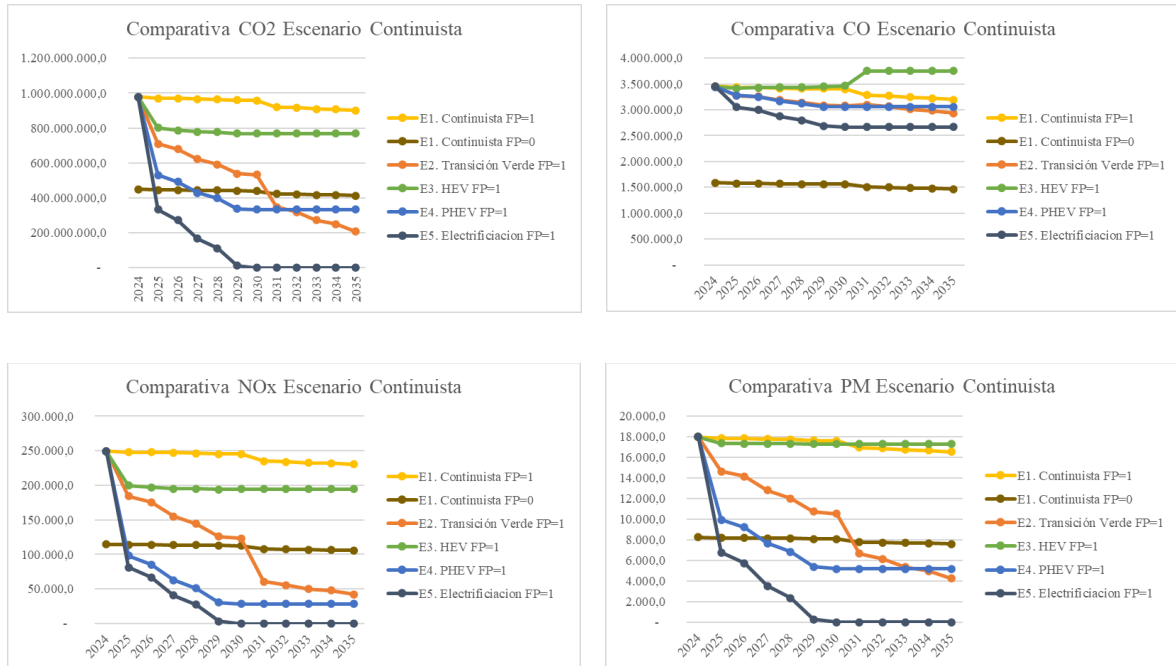 Comparativa CO2 Escenario Continuista
1.200.000.000,0
1.000.000.000,0
800.000.000,0
600.000.000,0
400.000.000,0
200.000.000,0
-
2024
2025
2026
2027
2028
2029
2030
2031
2032
2033
2034
2035
E1. Continuista FP=1
E1. Continuista FP=0
E2. Transición Verde FP=1
E3. HEV FP=1
E4. PHEV FP=1
E5. Electrificiacion FP=1
Comparativa CO Escenario Continuista
4.000.000,0
3.500.000,0
3.000.000,0
2.500.000,0
2.000.000,0
1.500.000,0
1.000.000,0
500.000,0
-
2024
2025
2026
2027
2028
2029
2030
2031
2032
2033
2034
2035
E1. Continuista FP=1
E1. Continuista FP=0
E2. Transición Verde FP=1
E3. HEV FP=1
E4. PHEV FP=1
E5. Electrificiacion FP=1
Comparativa NOx Escenario Continuista
300.000,0
250.000,0
200.000,0
150.000,0
100.000,0
50.000,0
-
2024
2025
2026
2027
2028
2029
2030
2031
2032
2033
2034
2035
E1. Continuista FP=1
E1. Continuista FP=0
E2. Transición Verde FP=1
E3. HEV FP=1
E4. PHEV FP=1
E5. Electrificiacion FP=1
Comparativa PM Escenario Continuista
20.000,0
18.000,0
16.000,0
14.000,0
12.000,0
10.000,0
8.000,0
6.000,0
4.000,0
2.000,0
-
2024
2025
2026
2027
2028
2029
2030
2031
2032
2033
2034
2035
E1. Continuista FP=1
E1. Continuista FP=0
E2. Transición Verde FP=1
E3. HEV FP=1
E4. PHEV FP=1
E5. Electrificiacion FP=1